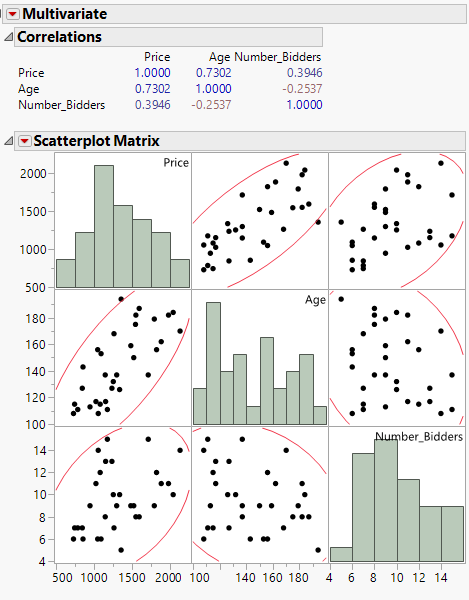 Multivariate
Correlations
Price Age Number_Bidders
Price 1.0000 0.7302 0.3946
Age 0.7302 1.0000 -0.2537
Number_Bidders 0.3946 -0.2537 1.0000
Scatterplot Matrix
Price
2000
1500
1000
500
Age
180
160
140
120
100
Number_Bidders
14
12
10
8
6
4
500 1000 1500 2000 100 140 160 180 4 6 8 10 12 14